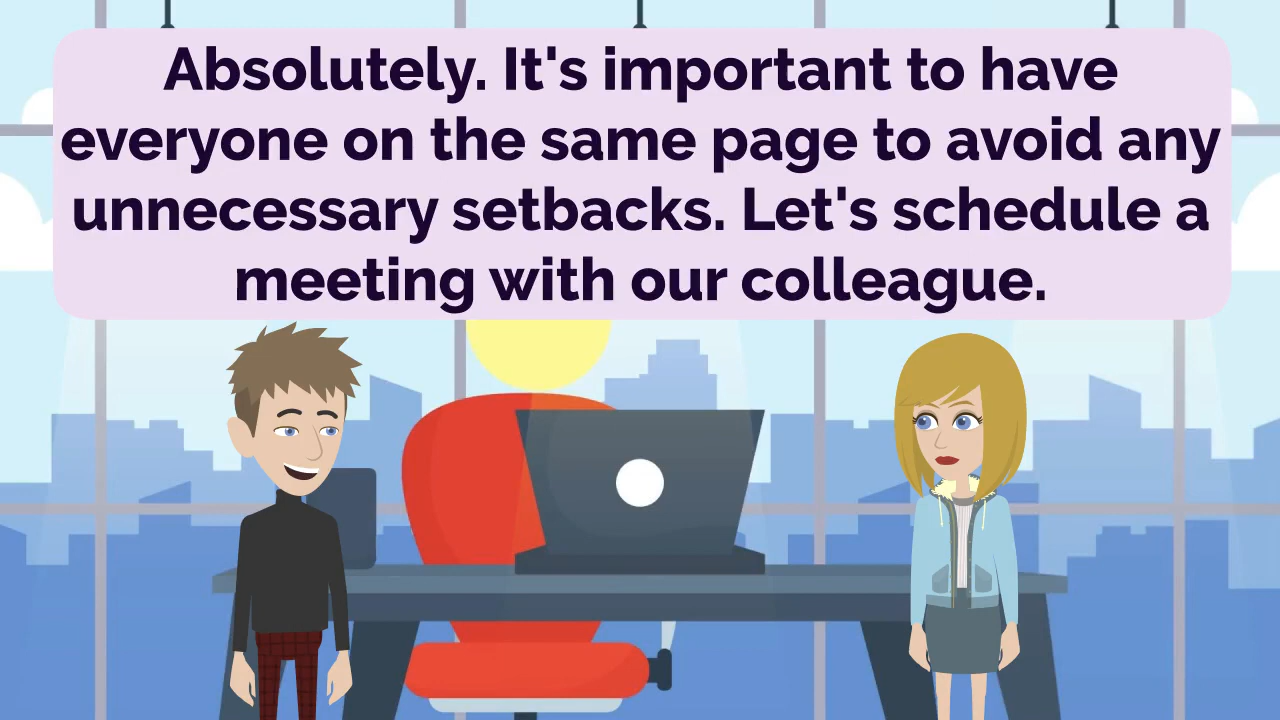 Absolutely. It's important to have
everyone on the same page to avoid any
unnecessary setbacks. Let's schedule a
meeting with our colleague.